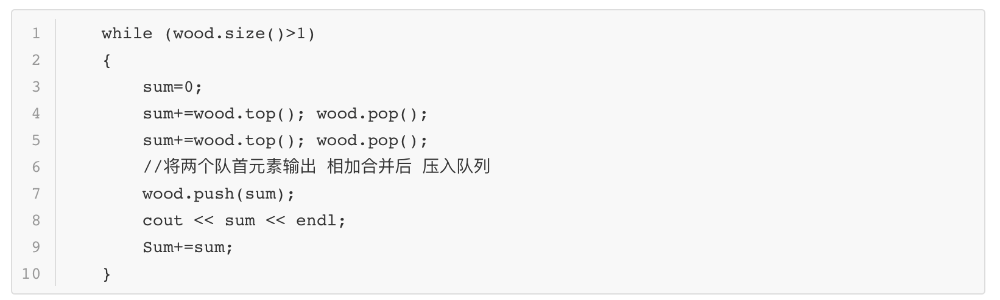 1 while (wood.size()>1)
2 {
3 sum=0;
4 sum+=wood.top(); wood.pop();
5 sum+=wood.top(); wood.pop();
6 //将两个队首元素输出 相加合并后 压入队列
7 wood.push(sum);
8 cout << sum << endl;
9 Sum+=sum;
10 }